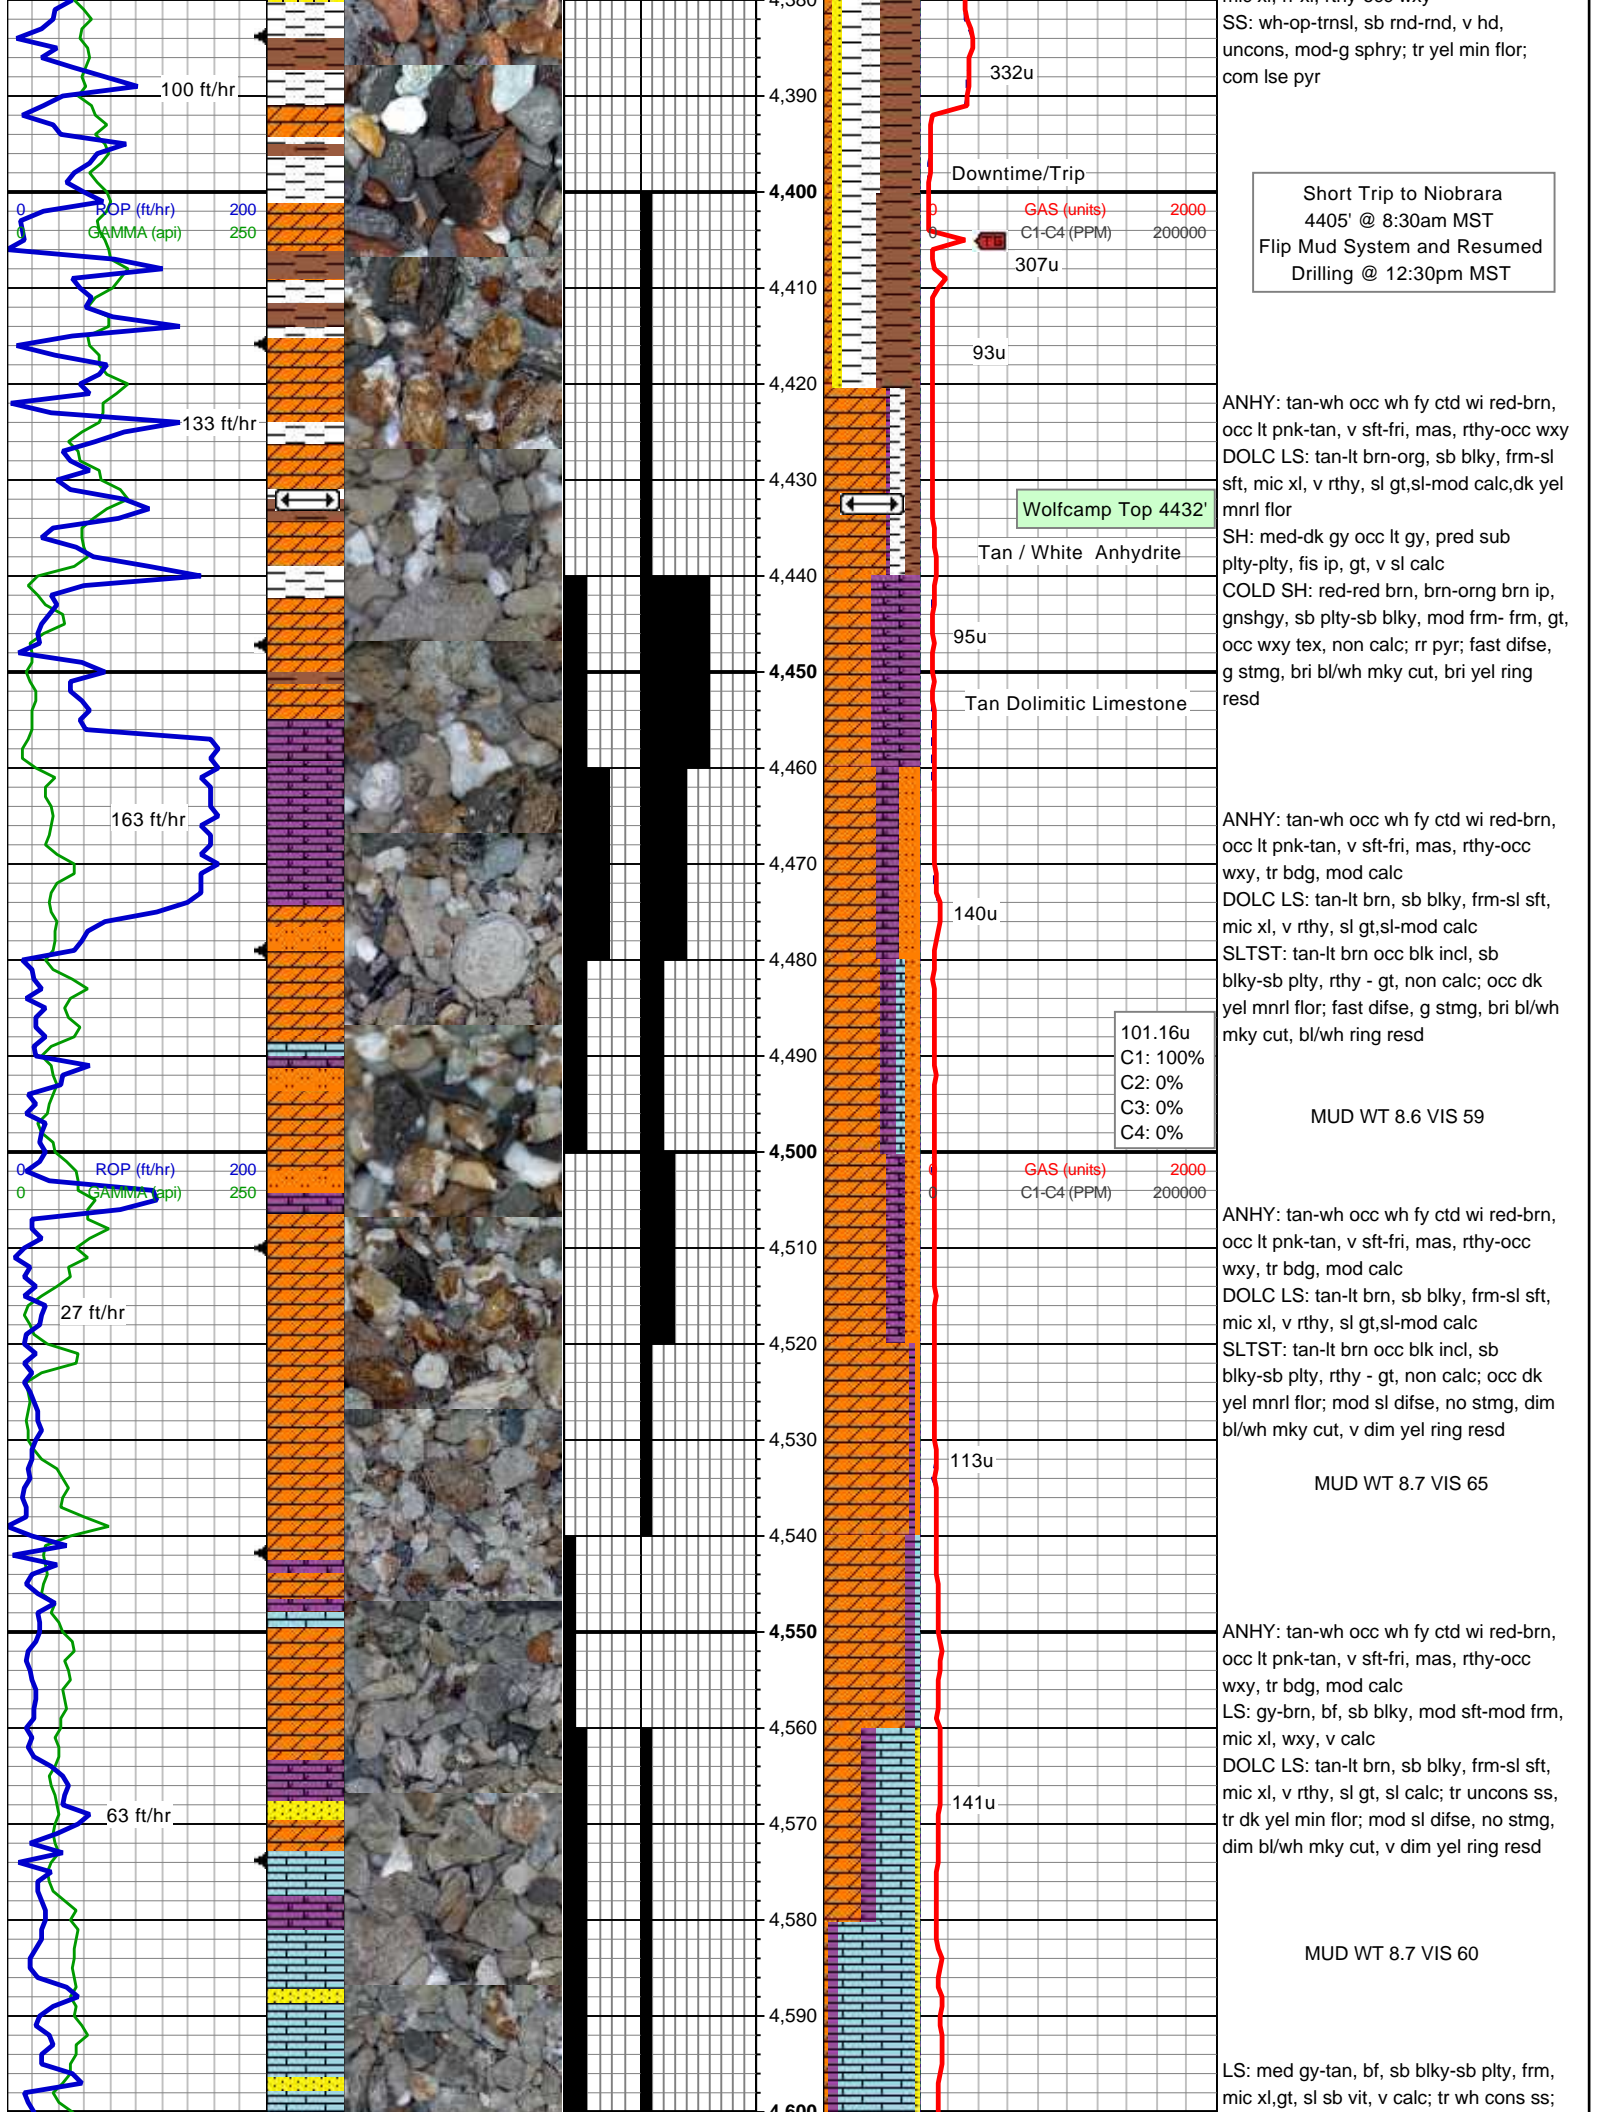 4,380
SS: wh-op-trnsl, sb rnd-rnd, v hd,
uncons, mod-g sphry; tr yel min flor;
com lse pyr
332u
100 ft/hr
4,390
Downtime/Trip
4,400
0 ROP (ft/hr) 200
0 GAMMA (api) 250
0 GAS (units) 2000
0 C1-C4 (PPM) 200000
TG
307u
Short Trip to Niobrara
4405' @ 8:30am MST
Flip Mud System and Resumed
Drilling @ 12:30pm MST
4,410
93u
4,420
133 ft/hr
ANHY: tan-wh occ wh fy ctd wi red-brn,
occ lt pnk-tan, v sft-fri, mas, rthy-occ wxy
DOLC LS: tan-lt brn-org, sb blky, frm-sl
sft, mic xl, v rthy, sl gt,sl-mod calc,dk yel
mnrl flor
SH: med-dk gy occ lt gy, pred sub
plty-plty, fis ip, gt, v sl calc
COLD SH: red-red brn, brn-orng brn ip,
gnshgy, sb plty-sb blky, mod frm- frm, gt,
occ wxy tex, non calc; rr pyr; fast difse,
g stmg, bri bl/wh mky cut, bri yel ring
resd
4,430
Wolfcamp Top 4432'
Tan / White  Anhydrite
4,440
95u
4,450
Tan Dolimitic Limestone
4,460
163 ft/hr
4,470
ANHY: tan-wh occ wh fy ctd wi red-brn,
occ lt pnk-tan, v sft-fri, mas, rthy-occ
wxy, tr bdg, mod calc
DOLC LS: tan-lt brn, sb blky, frm-sl sft,
mic xl, v rthy, sl gt,sl-mod calc
SLTST: tan-lt brn occ blk incl, sb
blky-sb plty, rthy - gt, non calc; occ dk
yel mnrl flor; fast difse, g stmg, bri bl/wh
mky cut, bl/wh ring resd
140u
4,480
4,490
101.16u
C1: 100%
C2: 0%
C3: 0%
C4: 0%
MUD WT 8.6 VIS 59
4,500
0 ROP (ft/hr) 200
0 GAMMA (api) 250
0 GAS (units) 2000
0 C1-C4 (PPM) 200000
4,510
27 ft/hr
ANHY: tan-wh occ wh fy ctd wi red-brn,
occ lt pnk-tan, v sft-fri, mas, rthy-occ
wxy, tr bdg, mod calc
DOLC LS: tan-lt brn, sb blky, frm-sl sft,
mic xl, v rthy, sl gt,sl-mod calc
SLTST: tan-lt brn occ blk incl, sb
blky-sb plty, rthy - gt, non calc; occ dk
yel mnrl flor; mod sl difse, no stmg, dim
bl/wh mky cut, v dim yel ring resd
4,520
4,530
113u
MUD WT 8.7 VIS 65
4,540
4,550
ANHY: tan-wh occ wh fy ctd wi red-brn,
occ lt pnk-tan, v sft-fri, mas, rthy-occ
wxy, tr bdg, mod calc
LS: gy-brn, bf, sb blky, mod sft-mod frm,
mic xl, wxy, v calc
DOLC LS: tan-lt brn, sb blky, frm-sl sft,
mic xl, v rthy, sl gt, sl calc; tr uncons ss,
tr dk yel min flor; mod sl difse, no stmg,
dim bl/wh mky cut, v dim yel ring resd
4,560
63 ft/hr
141u
4,570
4,580
MUD WT 8.7 VIS 60
4,590
LS: med gy-tan, bf, sb blky-sb plty, frm,
mic xl,gt, sl sb vit, v calc; tr wh cons ss;
4,600